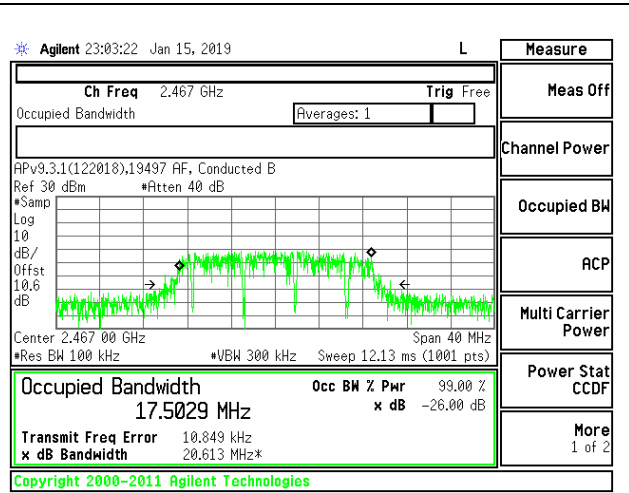 Agilent 23:03:22 Jan 15, 2019 L
Measure
Ch Freq 2.467 GHz Trig Free
Occupied Bandwidth Averages: 1
APv9.3.1(122018),19497 AF, Conducted B
Ref 30 dBm #Atten 40 dB
#Samp
Log
10
dB/
Offst
10.6
dB
Center 2.467 00 GHz Span 40 MHz
#Res BW 100 kHz #VBW 300 kHz Sweep 12.13 ms (1001 pts)
Occupied Bandwidth Occ BW % Pwr 99.00 %
17.5029 MHz x dB -26.00 dB
Transmit Freq Error 10.849 kHz
x dB Bandwidth 20.613 MHz*
Copyright 2000-2011 Agilent Technologies
Meas Off
Channel Power
Occupied BW
ACP
Multi Carrier
Power
Power Stat
CCDF
More
1 of 2